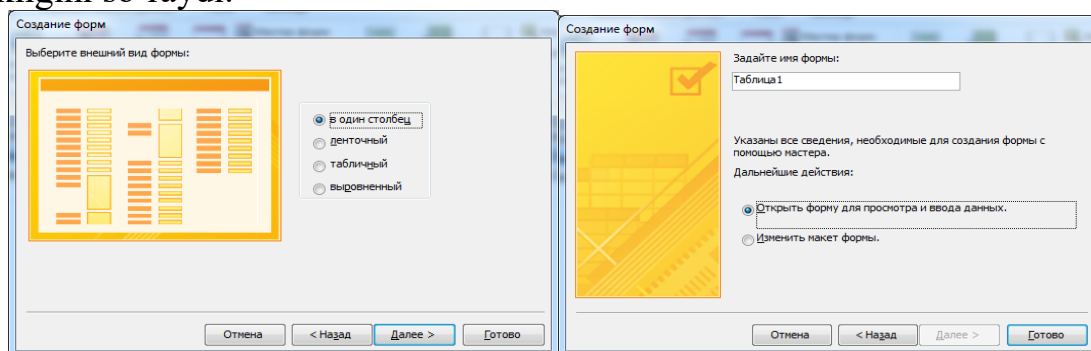 Создание форм
Выберите внешний вид формы:
в один столбец
ленточный
табличный
выровненный
Отмена
< Назад
Далее >
Готово
Создание форм
Задайте имя формы:
Таблица1
Указаны все сведения, необходимые для создания формы с
помощью мастера.
Дальнейшие действия:
Открыть форму для просмотра и ввода данных.
Изменить макет формы.
Отмена
< Назад
Далее >
Готово